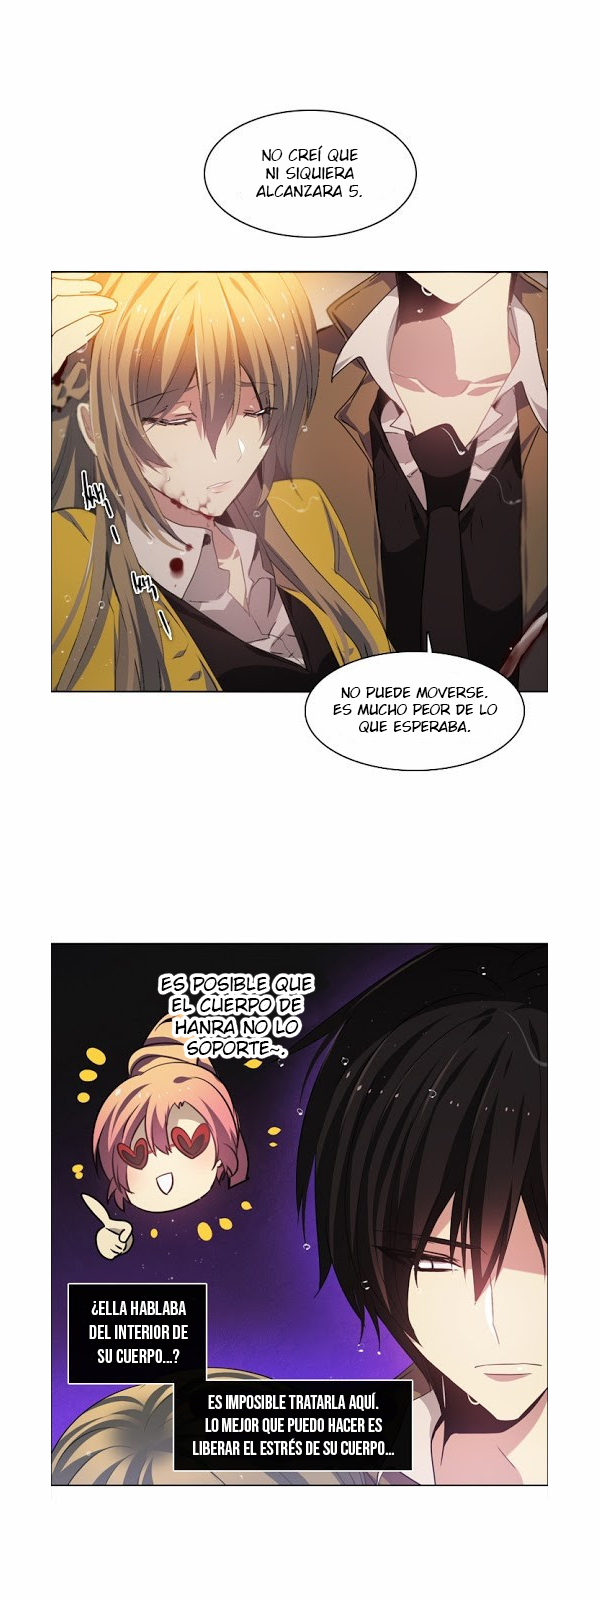 NO CREÍ QUE
NI SIQUIERA
ALCANZARA 5.
NO PUEDE MOVERSE.
ES MUCHO PEOR DE LO
QUE ESPERABA.
ES POSIBLE QUE
EL CUERPO DE
HANRA NO LO
SOPORTE~.
¿ELLA HABLABA
DEL INTERIOR DE
SU CUERPO...?
ES IMPOSIBLE TRATARLA AQUÍ.
LO MEJOR QUE PUEDO HACER ES
LIBERAR EL ESTRÉS DE SU CUERPO...